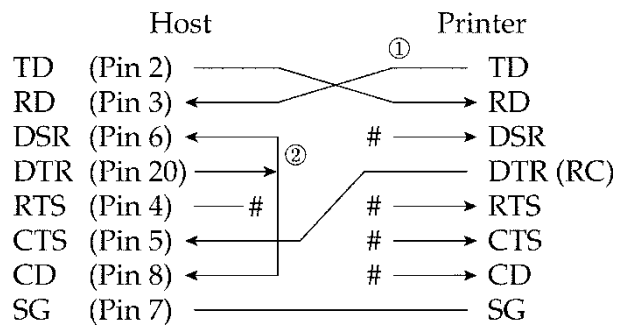 Host Printer
①
TD (Pin 2) TD
RD (Pin 3) RD
DSR (Pin 6) # DSR
②
DTR (Pin 20) DTR (RC)
RTS (Pin 4) # # RTS
CTS (Pin 5) # CTS
CD (Pin 8) # CD
SG (Pin 7) SG